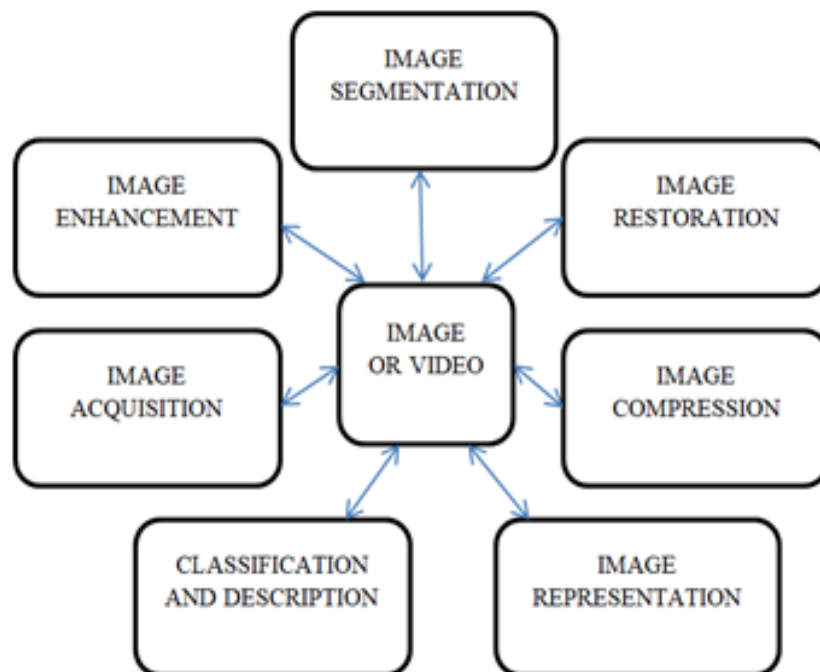 IMAGE
SEGMENTATION
IMAGE
ENHANCEMENT
IMAGE
RESTORATION
IMAGE
OR VIDEO
IMAGE
ACQUISITION
IMAGE
COMPRESSION
CLASSIFICATION
AND DESCRIPTION
IMAGE
REPRESENTATION